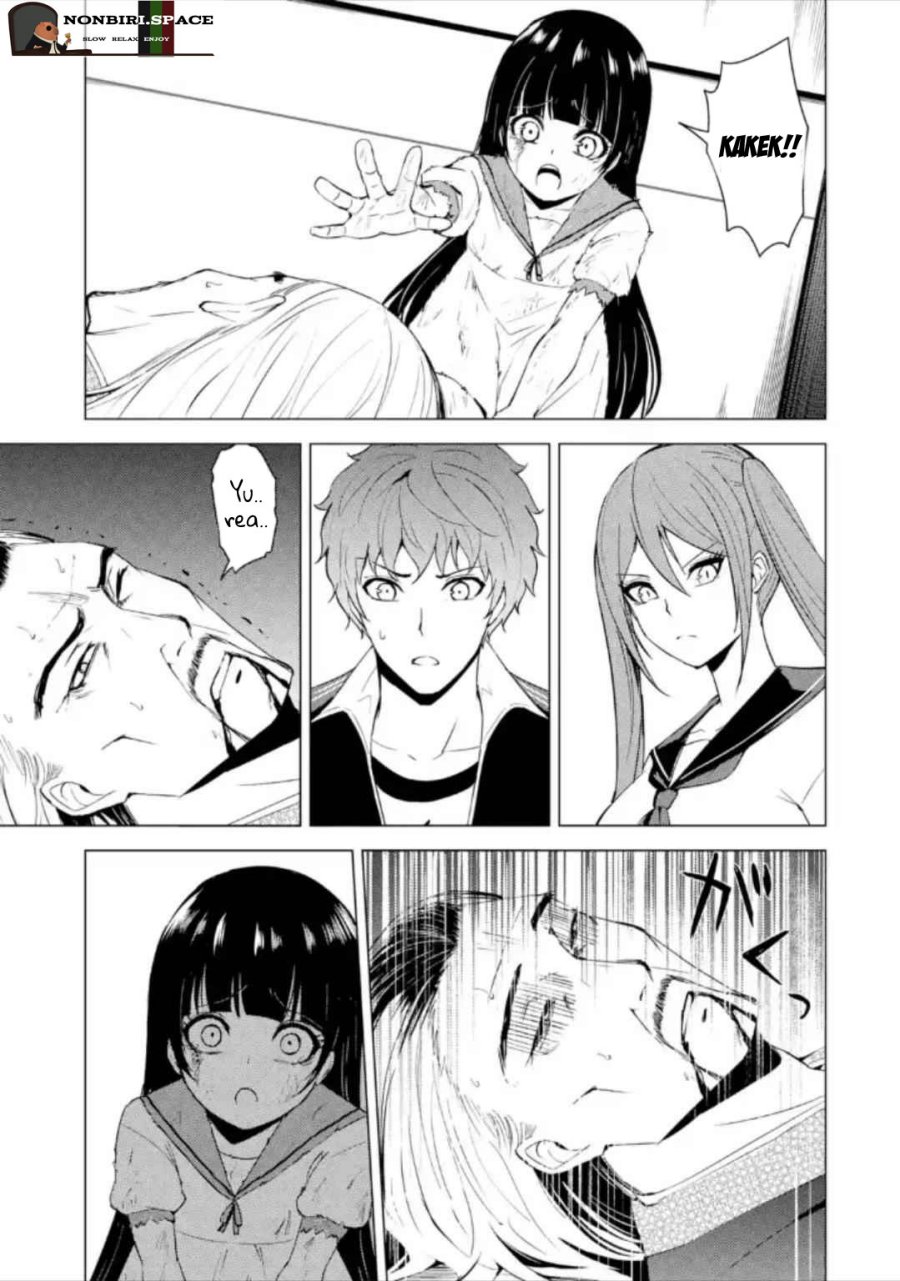 NONBIRI.SPACE
SLOW RELAX ENJOY
KAKEK!!
Yu..
rea..
ガ
く
っ